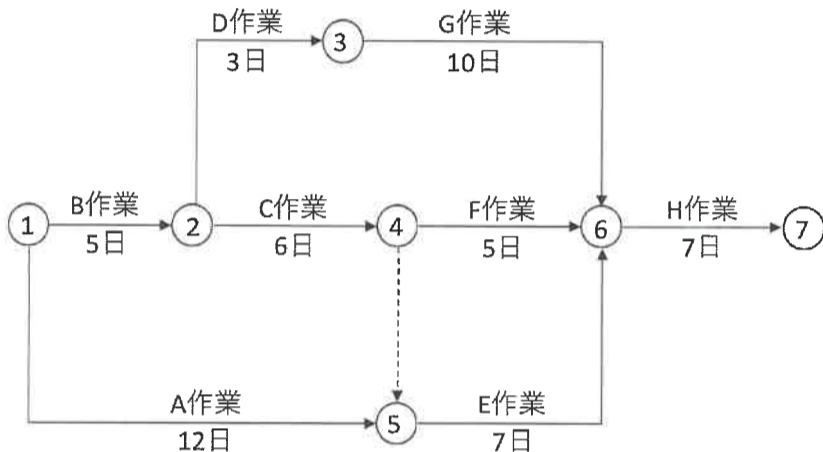 D作業
3日
③
G作業
10日
①
B作業
5日
②
C作業
6日
④
F作業
5日
⑥
H作業
7日
⑦
A作業
12日
⑤
E作業
7日